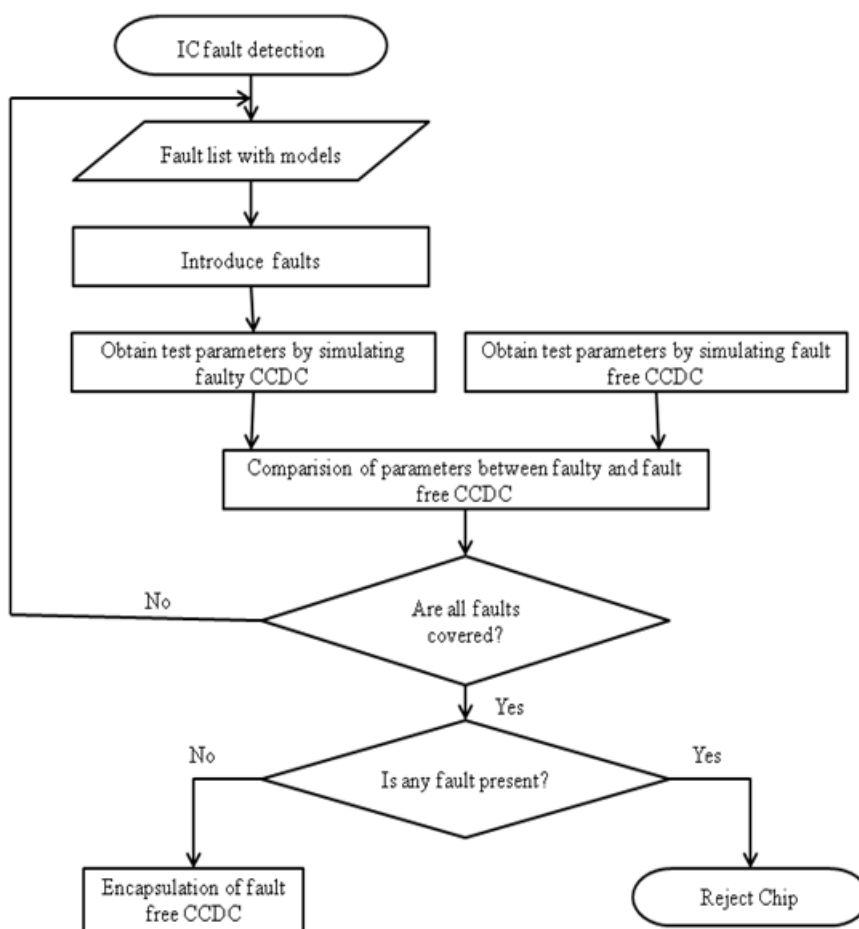 IC fault detection
Fault list with models
Introduce faults
Obtain test parameters by simulating
faulty CCDC
Obtain test parameters by simulating fault
free CCDC
Comparision of parameters between faulty and fault
free CCDC
No
Are all faults
covered?
Yes
No
Yes
Is any fault present?
Encapsulation of fault
free CCDC
Reject Chip